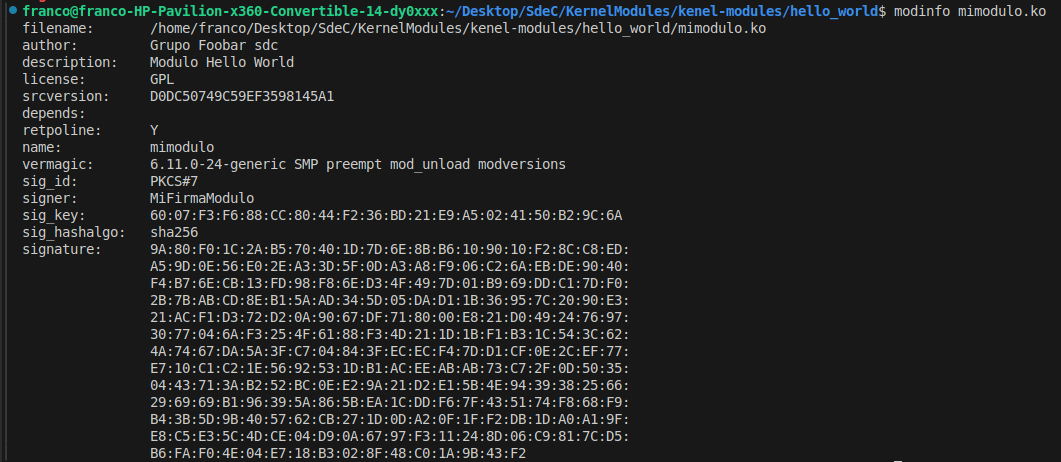 franco@franco-HP-Pavilion-x360-Convertible-14-dy0xxx:~/Desktop/SdeC/KernelModules/kenel-modules/hello_world$ modinfo mimodulo.ko
filename:       /home/franco/Desktop/SdeC/KernelModules/kenel-modules/hello_world/mimodulo.ko
author:         Grupo Foobar sdc
description:    Modulo Hello World
license:        GPL
srcversion:     D0DC50749C59EF3598145A1
depends:
retpoline:      Y
name:           mimodulo
vermagic:       6.11.0-24-generic SMP preempt mod_unload modversions
sig_id:         PKCS#7
signer:         MiFirmaModulo
sig_key:        60:07:F3:F6:88:CC:80:44:F2:36:BD:21:E9:A5:02:41:50:B2:9C:6A
sig_hashalgo:   sha256
signature:      9A:80:F0:1C:2A:B5:70:40:1D:7D:6E:8B:B6:10:90:10:F2:8C:C8:ED:
                A5:9D:0E:56:E0:2E:A3:3D:5F:0D:A3:A8:F9:06:C2:6A:EB:DE:90:40:
                F4:B7:6E:CB:13:FD:98:F8:6E:D3:4F:49:7D:01:B9:69:DD:C1:7D:F0:
                2B:7B:AB:CD:8E:B1:5A:AD:34:5D:05:DA:D1:1B:36:95:7C:20:90:E3:
                21:AC:F1:D3:72:D2:0A:90:67:DF:71:80:00:E8:21:D0:49:24:76:97:
                30:77:04:6A:F3:25:4F:61:88:F3:4D:21:1D:1B:F1:B3:1C:54:3C:62:
                4A:74:67:DA:5A:3F:C7:04:84:3F:EC:EC:F4:7D:D1:CF:0E:2C:EF:77:
                E7:10:C1:C2:1E:56:92:53:1D:B1:AC:EE:AB:AB:73:C7:2F:0D:50:35:
                04:43:71:3A:B2:52:BC:0E:E2:9A:21:D2:E1:5B:4E:94:39:38:25:66:
                29:69:69:B1:96:39:5A:86:5B:EA:1C:DD:F6:7F:43:51:74:F8:68:F9:
                B4:3B:5D:9B:40:57:62:CB:27:1D:0D:A2:0F:1F:F2:DB:1D:A0:A1:9F:
                E8:C5:E3:5C:4D:CE:04:D9:0A:67:97:F3:11:24:8D:06:C9:81:7C:D5:
                B6:FA:F0:4E:04:E7:18:B3:02:8F:48:C0:1A:9B:43:F2